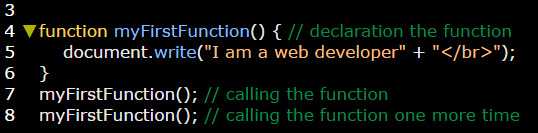 3
4 ▼function myFirstFunction() { // declaration the function
5 document.write("I am a web developer" + "</br>");
6 }
7 myFirstFunction(); // calling the function
8 myFirstFunction(); // calling the function one more time